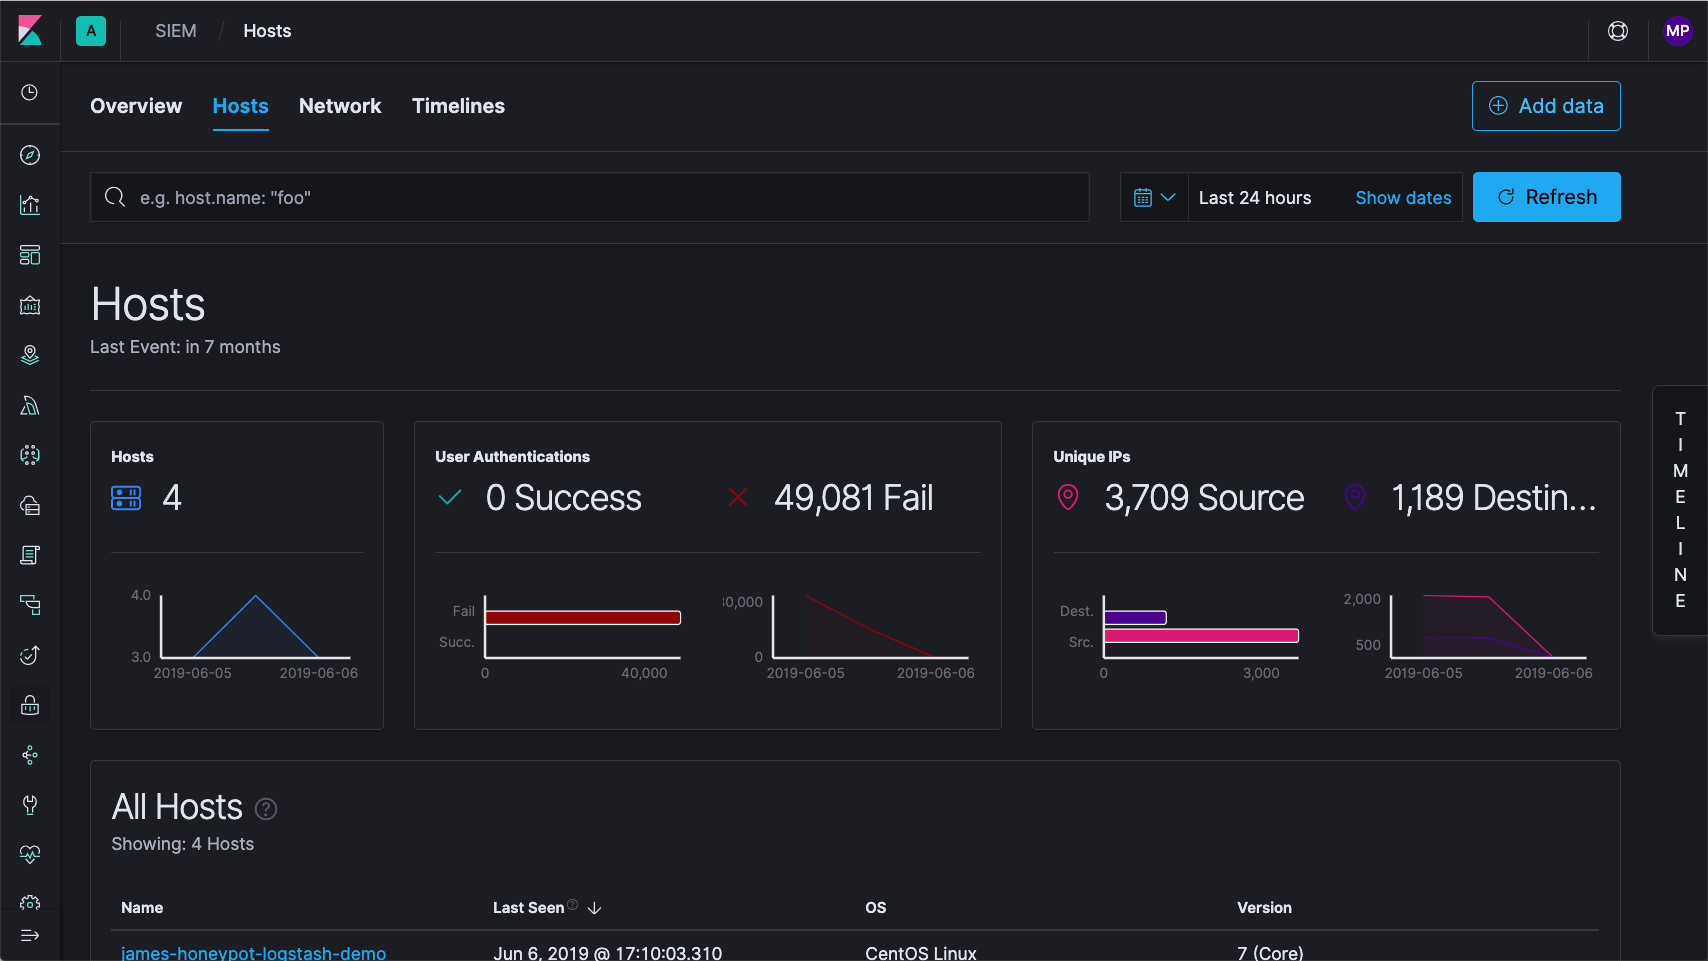 A
SIEM / Hosts
MP
Overview Hosts Network Timelines
Add data
e.g. host.name: "foo"
Last 24 hours
Show dates
Refresh
Hosts
Last Event: in 7 months
TIMELINE
Hosts
4
4.0
3.0
2019-06-05 2019-06-06
User Authentications
0 Success
49,081 Fail
Fail
Succ.
0 40,000
0
2019-06-05 2019-06-06
Unique IPs
3,709 Source
1,189 Destin...
Dest.
Src.
0 3,000
2,000
500
2019-06-05 2019-06-06
All Hosts ?
Showing: 4 Hosts
Name Last Seen OS Version
james-honeypot-logstash-demo Jun 6, 2019 @ 17:10:03.310 CentOS Linux 7 (Core)